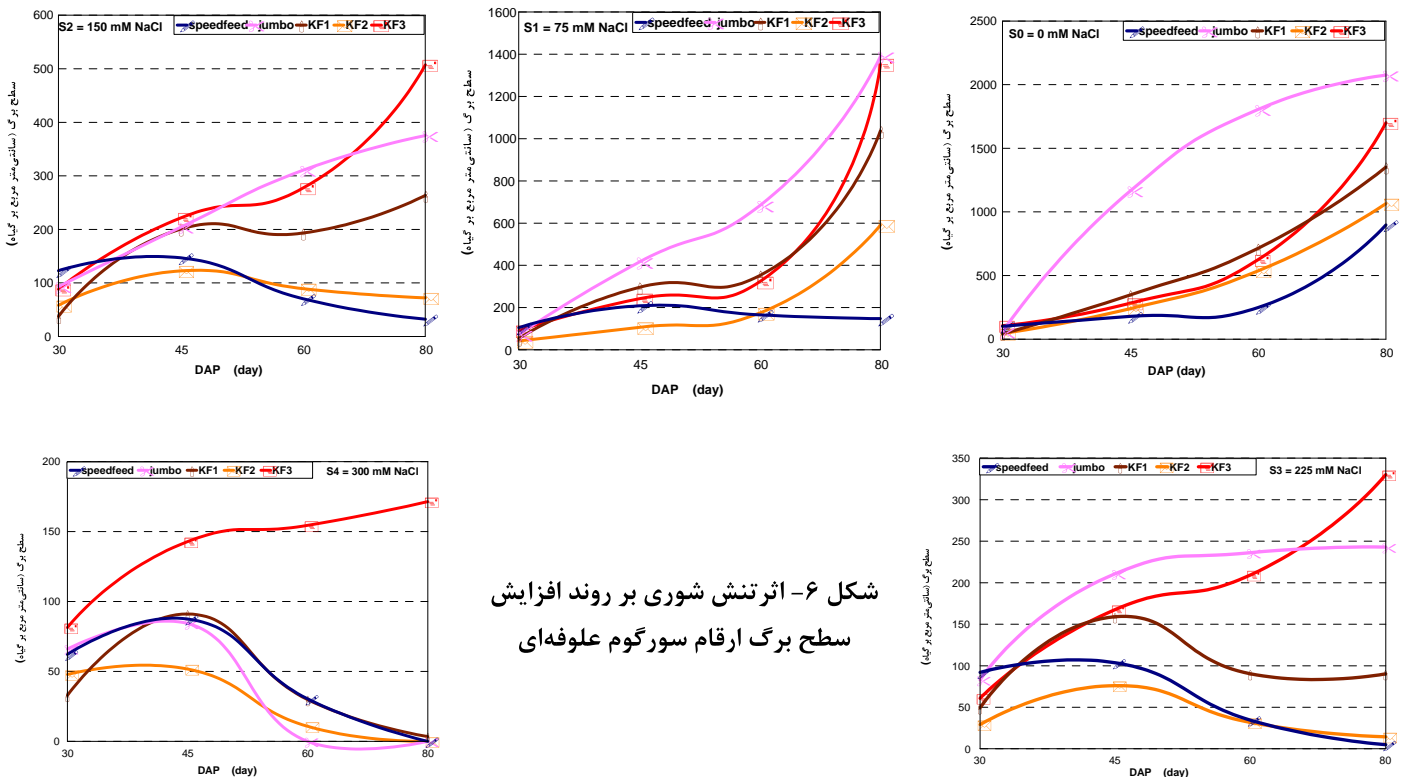 S2 = 150 mM NaCl
speedfeed jumbo KF1 KF2 KF3
سطح برگ (سانتی‌متر مربع بر گیاه)
600
500
400
300
200
100
0
30 45 60 80
DAP (day)
S1 = 75 mM NaCl
speedfeed jumbo KF1 KF2 KF3
سطح برگ (سانتی‌متر مربع بر گیاه)
1600
1400
1200
1000
800
600
400
200
0
30 45 60 80
DAP (day)
S0 = 0 mM NaCl
speedfeed jumbo KF1 KF2 KF3
سطح برگ (سانتی‌متر مربع بر گیاه)
2500
2000
1500
1000
500
0
30 45 60 80
DAP (day)
speedfeed jumbo KF1 KF2 KF3
S4 = 300 mM NaCl
سطح برگ (سانتی‌متر مربع بر گیاه)
200
150
100
50
0
30 45 60 80
DAP (day)
شکل ۶- اثرتنش شوری بر روند افزایش
سطح برگ ارقام سورگوم علوفه‌ای
speedfeed jumbo KF1 KF2 KF3
S3 = 225 mM NaCl
سطح برگ (سانتی‌متر مربع بر گیاه)
350
300
250
200
150
100
50
0
30 45 60 80
DAP (day)